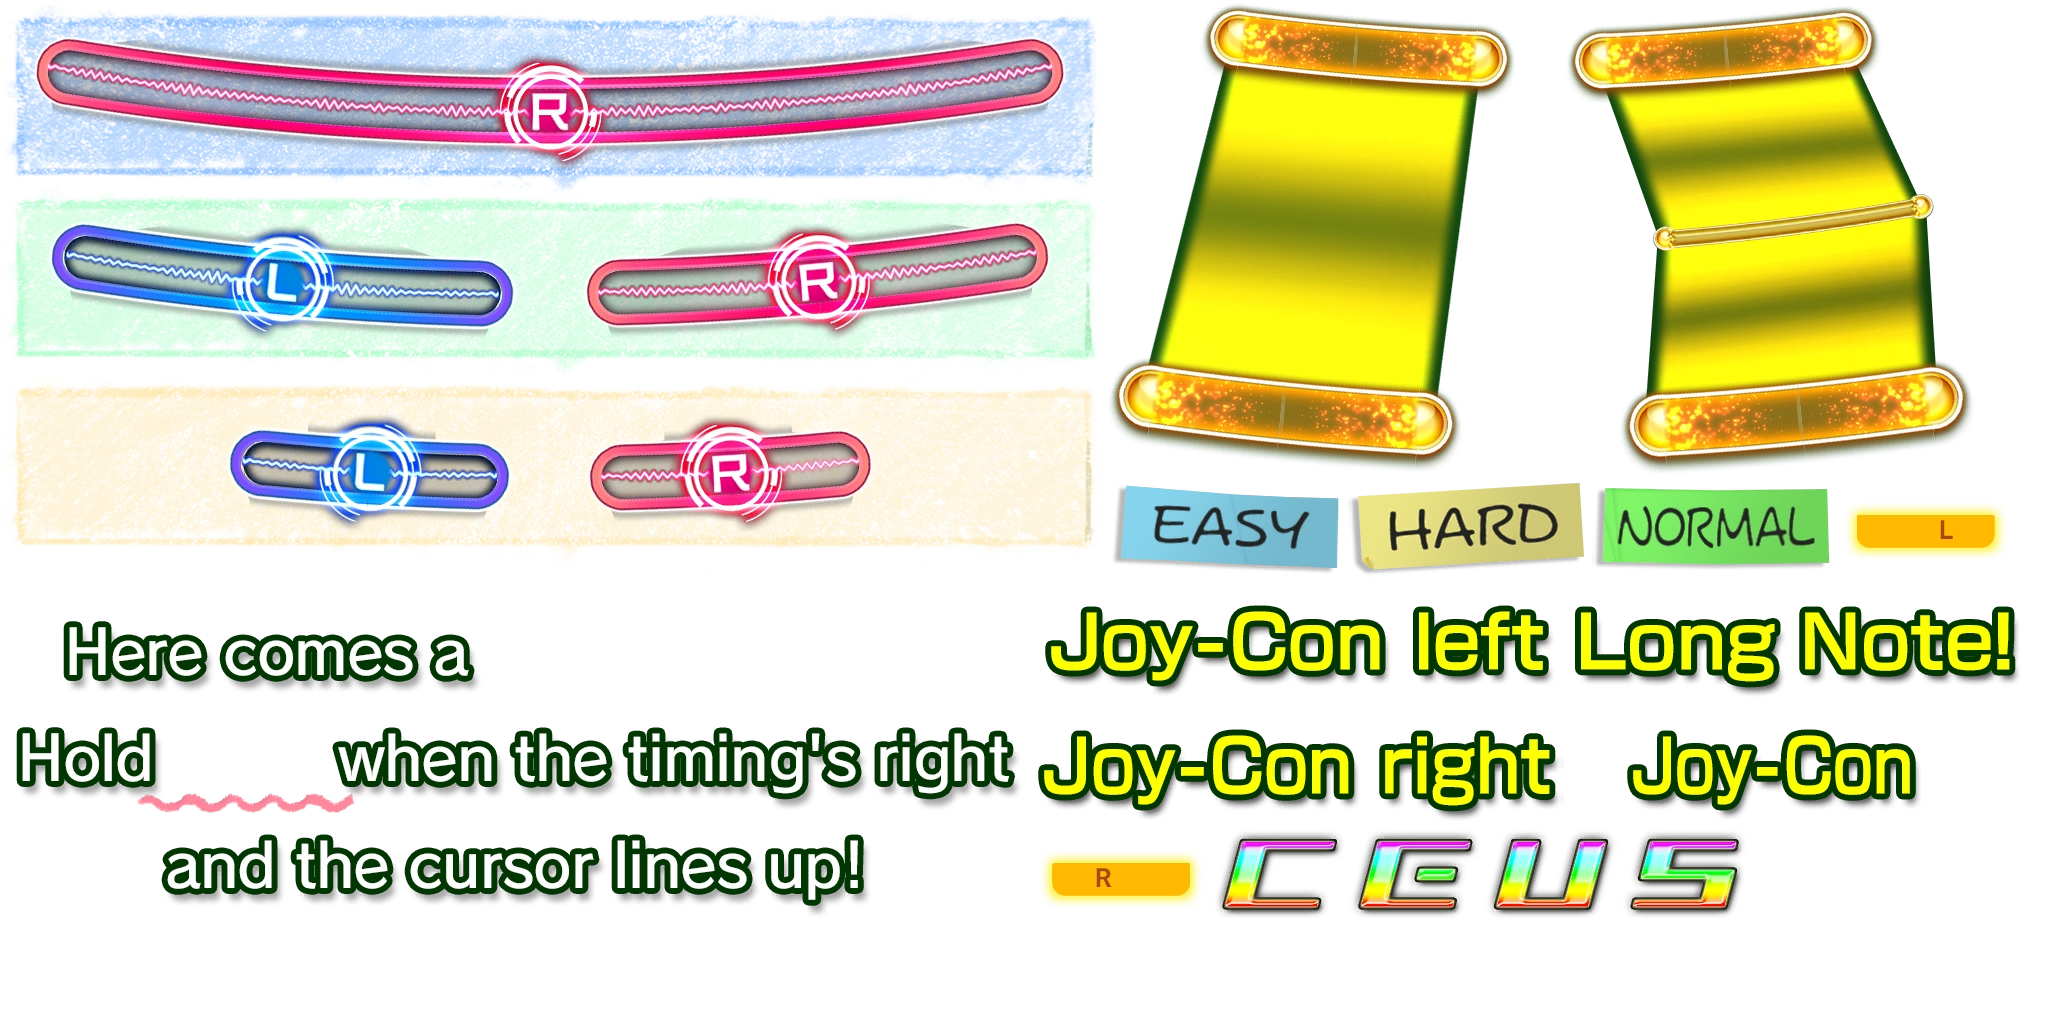 R
L R
L R
EASY HARD NORMAL L
Here comes a
Joy-Con left Long Note!
Hold when the timing's right
Joy-Con right Joy-Con
and the cursor lines up!
R C E U S